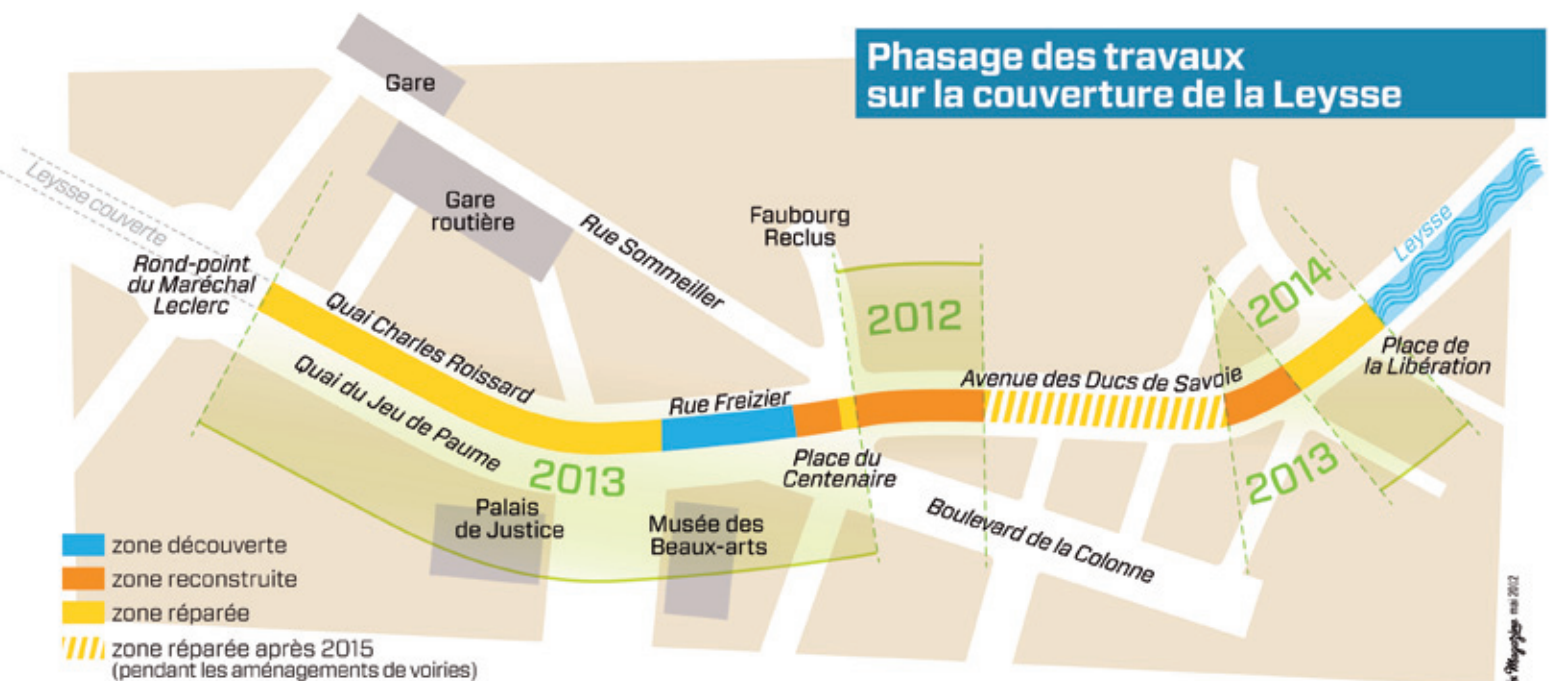 Phasage des travaux
sur la couverture de la Leysse
Gare
Gare
routière
Leysse couverte
Rond-point
du Maréchal
Leclerc
Rue Sommeiller
Faubourg
Reclus
2012
2014
Leysse
Quai Charles Roissard
Quai du Jeu de Paume
Rue Freizier
Avenue des Ducs de Savoie
Place de
la Libération
2013
Place du
Centenaire
2013
Boulevard de la Colonne
Palais
de Justice
Musée des
Beaux-arts
zone découverte
zone reconstruite
zone réparée
zone réparée après 2015
(pendant les aménagements de voiries)
Magazine mai 2012